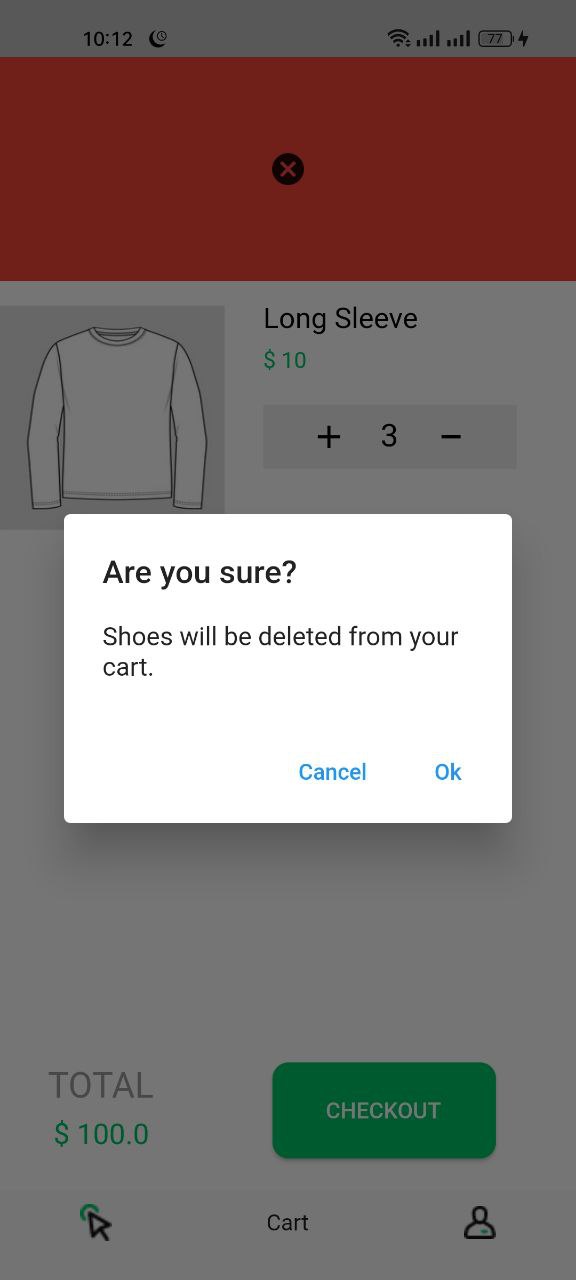 10:12
77
Long Sleeve
$ 10
+ 3 −
Are you sure?
Shoes will be deleted from your
cart.
Cancel Ok
TOTAL
$ 100.0
CHECKOUT
Cart